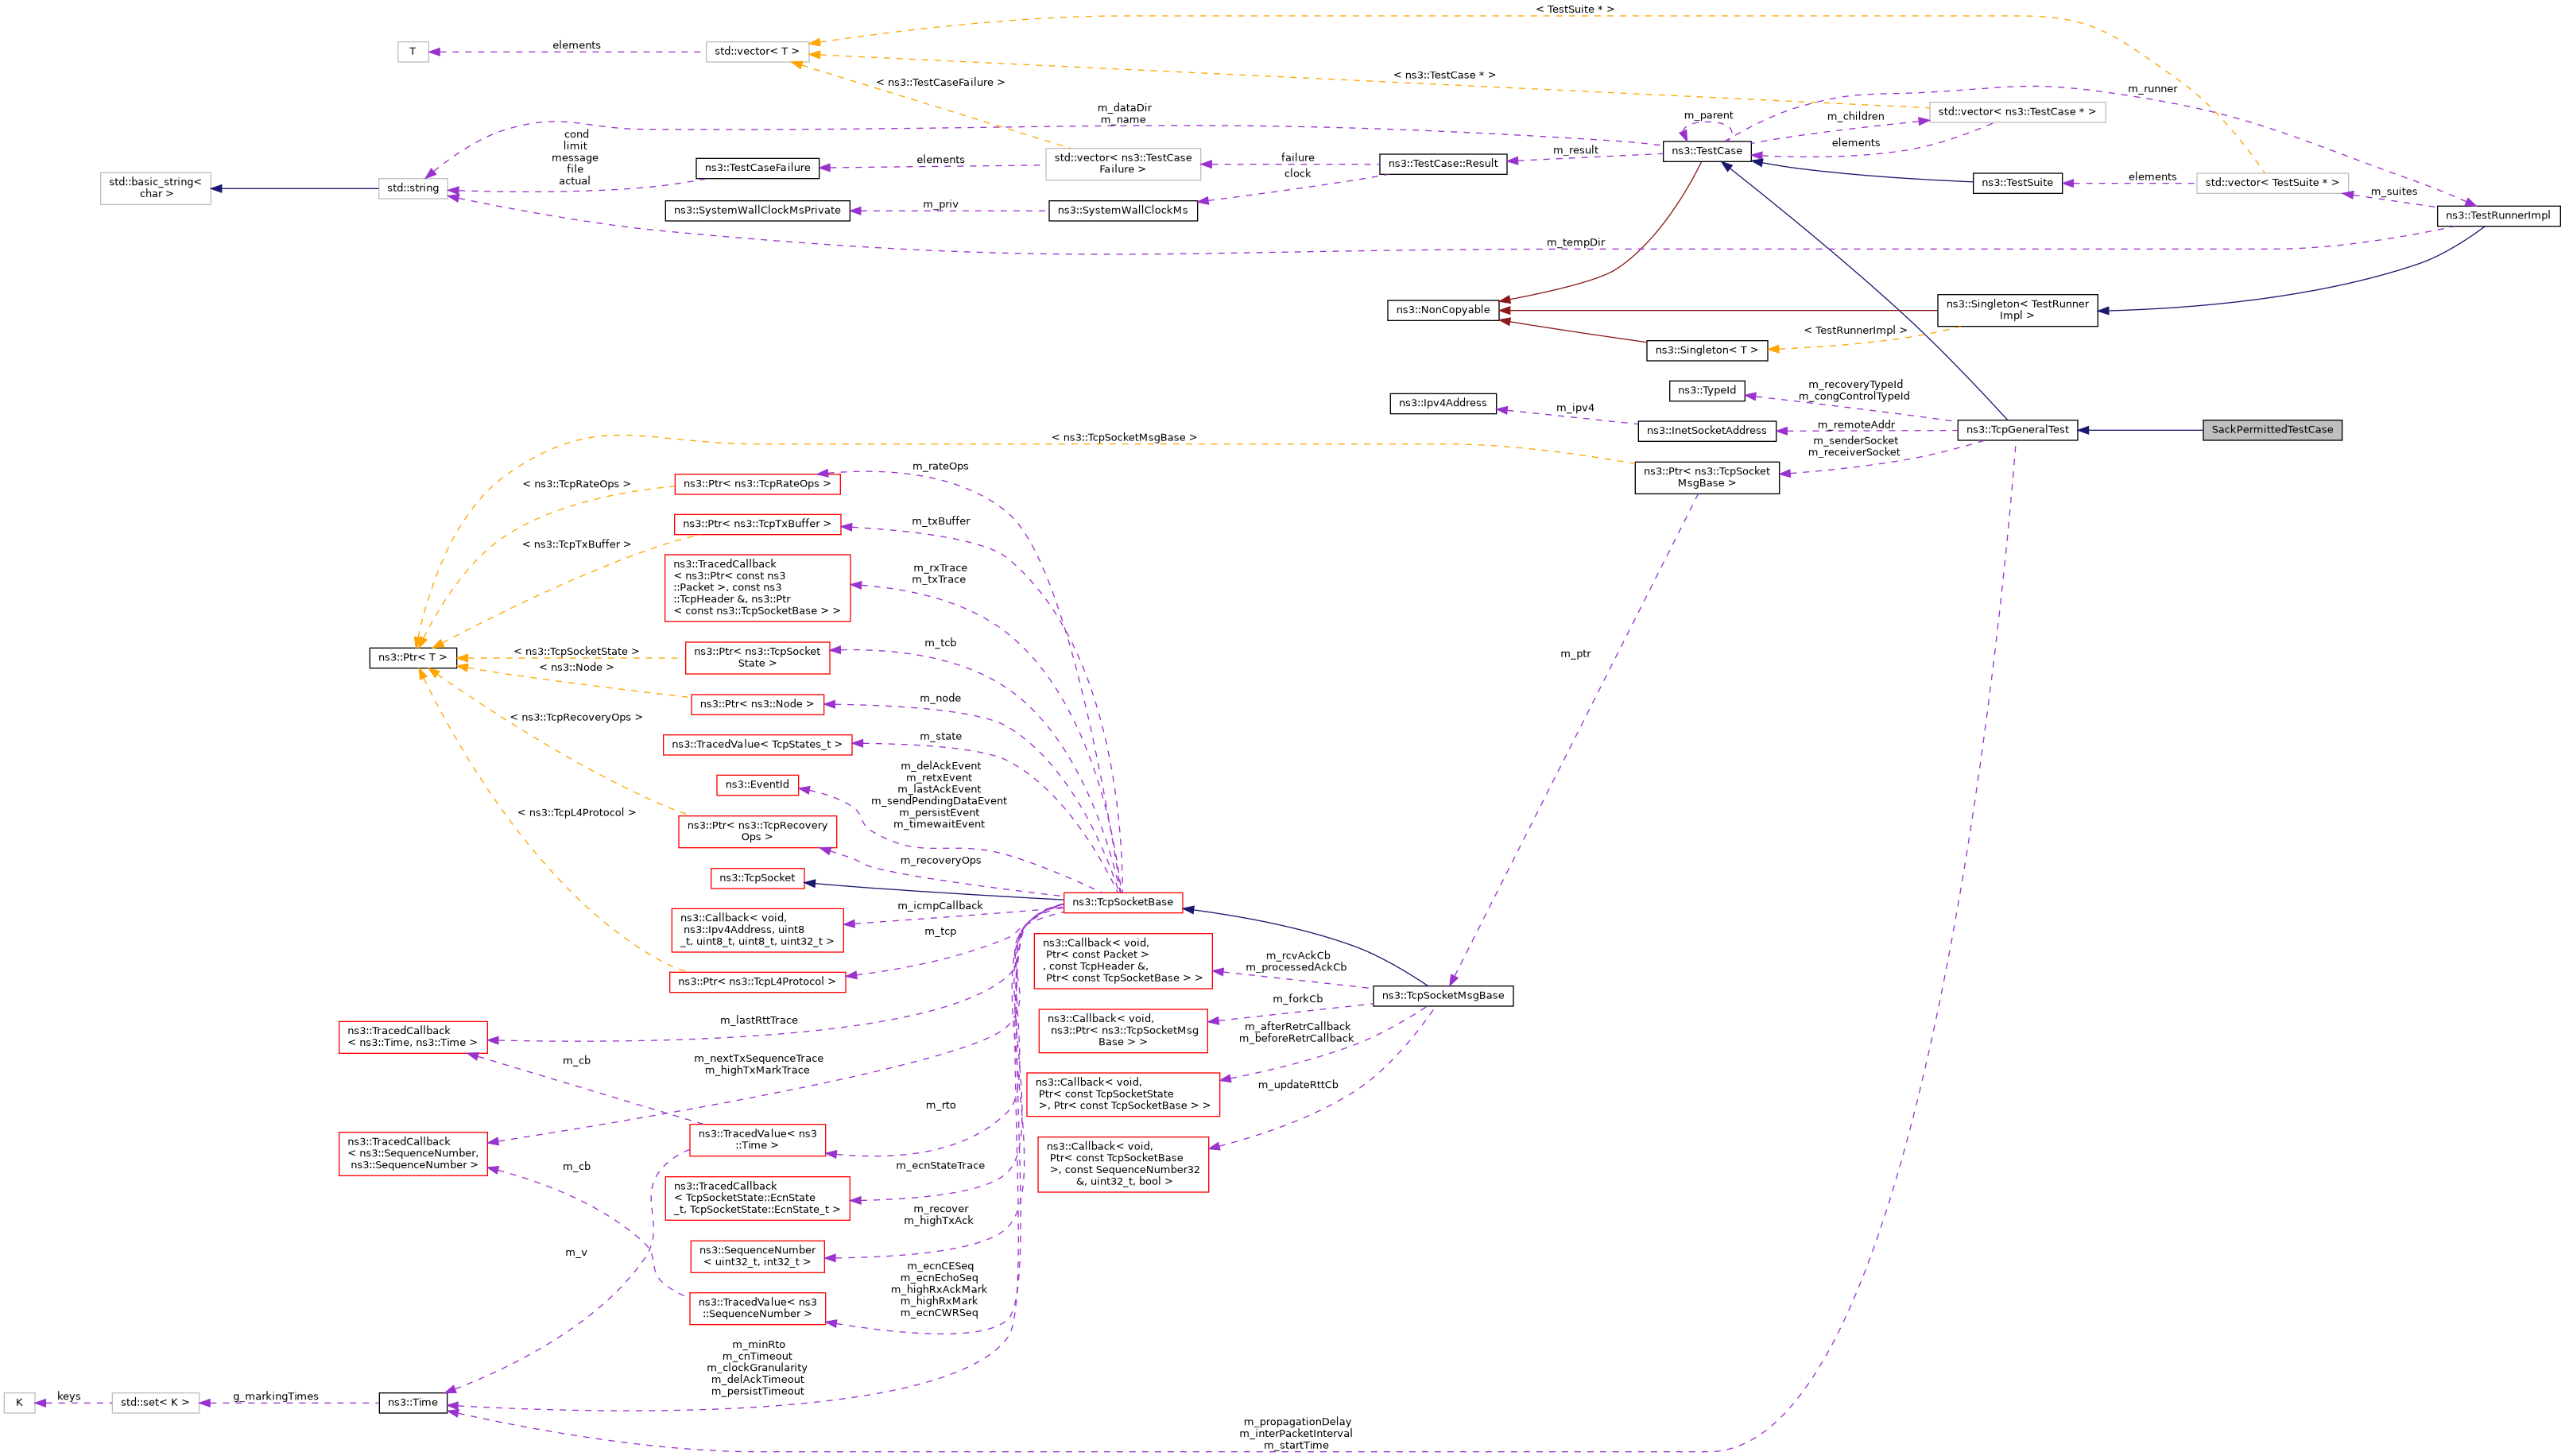 < TestSuite * >
T
elements
std::vector< T >
< ns3::TestCase * >
< ns3::TestCaseFailure >
m_runner
m_dataDir
m_name
std::vector< ns3::TestCase * >
m_parent
m_children
cond
limit
message
file
actual
elements
ns3::TestCase
m_result
failure
clock
ns3::TestCase::Result
std::vector< ns3::TestCase
Failure >
elements
ns3::TestCaseFailure
std::basic_string<
char >
std::string
ns3::TestSuite
elements
std::vector< TestSuite * >
m_suites
ns3::TestRunnerImpl
ns3::SystemWallClockMsPrivate
m_priv
ns3::SystemWallClockMs
m_tempDir
ns3::NonCopyable
ns3::Singleton< TestRunner
Impl >
< TestRunnerImpl >
ns3::Singleton< T >
ns3::TypeId
m_recoveryTypeId
m_congControlTypeId
ns3::Ipv4Address
m_ipv4
ns3::InetSocketAddress
m_remoteAddr
ns3::TcpGeneralTest
SackPermittedTestCase
m_senderSocket
m_receiverSocket
< ns3::TcpSocketMsgBase >
ns3::Ptr< ns3::TcpSocket
MsgBase >
m_rateOps
< ns3::TcpRateOps >
ns3::Ptr< ns3::TcpRateOps >
m_txBuffer
ns3::Ptr< ns3::TcpTxBuffer >
< ns3::TcpTxBuffer >
ns3::TracedCallback
< ns3::Ptr< const ns3
::Packet >, const ns3
::TcpHeader &, ns3::Ptr
< const ns3::TcpSocketBase > >
m_rxTrace
m_txTrace
m_tcb
ns3::Ptr< T >
< ns3::TcpSocketState >
< ns3::Node >
ns3::Ptr< ns3::TcpSocket
State >
m_ptr
m_node
ns3::Ptr< ns3::Node >
< ns3::TcpRecoveryOps >
m_state
ns3::TracedValue< TcpStates_t >
m_delAckEvent
m_retxEvent
m_lastAckEvent
m_sendPendingDataEvent
m_persistEvent
m_timewaitEvent
ns3::EventId
< ns3::TcpL4Protocol >
ns3::Ptr< ns3::TcpRecovery
Ops >
m_recoveryOps
ns3::TcpSocket
ns3::TcpSocketBase
m_icmpCallback
ns3::Callback< void,
ns3::Ipv4Address, uint8
_t, uint8_t, uint8_t, uint32_t >
m_tcp
ns3::Ptr< ns3::TcpL4Protocol >
ns3::Callback< void,
Ptr< const Packet >
, const TcpHeader &,
Ptr< const TcpSocketBase > >
m_rcvAckCb
m_processedAckCb
ns3::TcpSocketMsgBase
m_forkCb
ns3::Callback< void,
ns3::Ptr< ns3::TcpSocketMsg
Base > >
m_afterRetrCallback
m_beforeRetrCallback
m_lastRttTrace
ns3::TracedCallback
< ns3::Time, ns3::Time >
m_cb
m_nextTxSequenceTrace
m_highTxMarkTrace
ns3::Callback< void,
Ptr< const TcpSocketState
>, Ptr< const TcpSocketBase > >
m_updateRttCb
m_rto
ns3::TracedValue< ns3
::Time >
ns3::TracedCallback
< ns3::SequenceNumber,
ns3::SequenceNumber >
m_cb
ns3::Callback< void,
Ptr< const TcpSocketBase
>, const SequenceNumber32
&, uint32_t, bool >
m_ecnStateTrace
ns3::TracedCallback
< TcpSocketState::EcnState
_t, TcpSocketState::EcnState_t >
m_recover
m_highTxAck
m_v
ns3::SequenceNumber
< uint32_t, int32_t >
m_ecnCESeq
m_ecnEchoSeq
m_highRxAckMark
m_highRxMark
m_ecnCWRSeq
ns3::TracedValue< ns3
::SequenceNumber >
m_minRto
m_cnTimeout
m_clockGranularity
m_delAckTimeout
m_persistTimeout
K
keys
std::set< K >
g_markingTimes
ns3::Time
m_propagationDelay
m_interPacketInterval
m_startTime